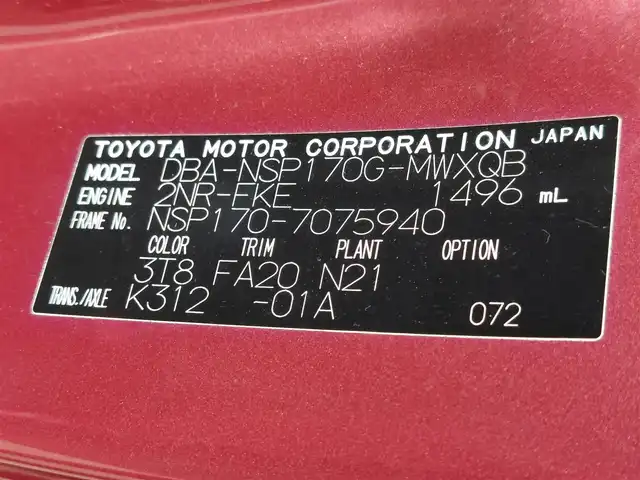 TOYOTA MOTOR CORPORATION JAPAN
MODEL DBA-NSP170G-MWXQB
ENGINE 2NR-FKE 1496 mL
FRAME No. NSP170-7075940
COLOR TRIM PLANT OPTION
3T8 FA20 N21
TRANS./AXLE K312 -01A
072